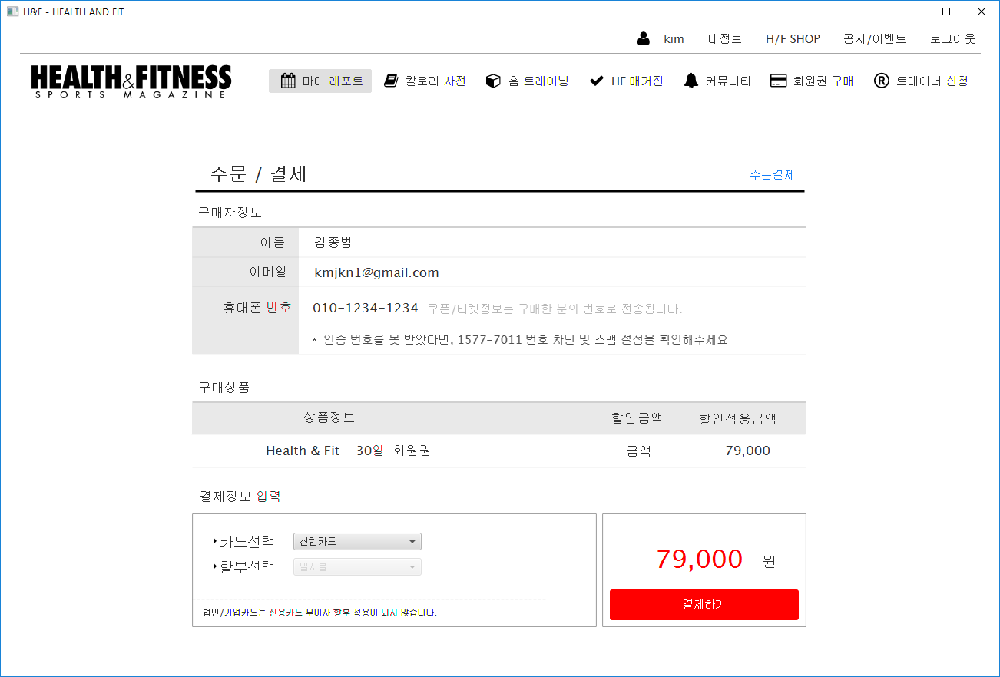 H&F - HEALTH AND FIT
kim 내정보 H/F SHOP 공지/이벤트 로그아웃
HEALTH&FITNESS
SPORTS MAGAZINE
마이 레포트 칼로리 사전 홈 트레이닝 HF 매거진 커뮤니티 회원권 구매 ® 트레이너 신청
주문 / 결제 주문결제
구매자정보
이름 김종범
이메일 kmjkn1@gmail.com
휴대폰 번호 010-1234-1234 쿠폰/티켓정보는 구매한 분의 번호로 전송됩니다.
* 인증 번호를 못 받았다면, 1577-7011 번호 차단 및 스팸 설정을 확인해주세요
구매상품
상품정보 할인금액 할인적용금액
Health & Fit 30일 회원권 금액 79,000
결제정보 입력
카드선택 신한카드
할부선택 일시불
79,000 원
결제하기
법인/기업카드는 신용카드 무이자 할부 적용이 되지 않습니다.